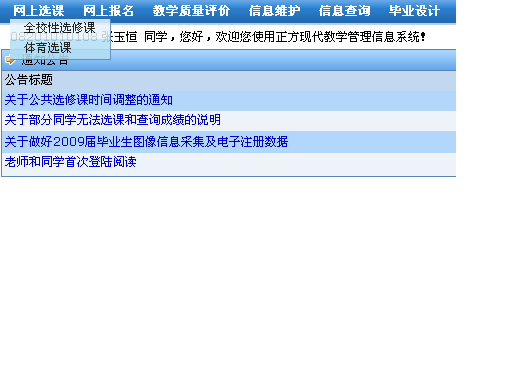 网上选课 网上报名 教学质量评价 信息维护 信息查询 毕业设计
全校性选修课
体育选课
张玉恒 同学，您好，欢迎您使用正方现代教学管理信息系统！
通知公告
公告标题
关于公共选修课时间调整的通知
关于部分同学无法选课和查询成绩的说明
关于做好2009届毕业生图像信息采集及电子注册数据
老师和同学首次登陆阅读